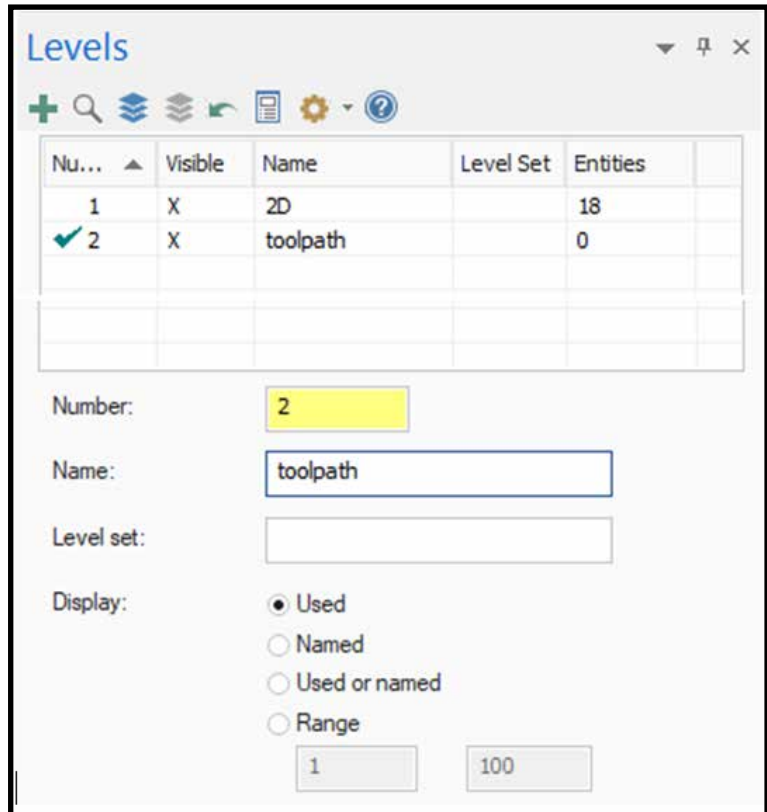 Levels
Nu... Visible Name Level Set Entities
1 X 2D 18
2 X toolpath 0
Number: 2
Name: toolpath
Level set:
Display: Used
Named
Used or named
Range
1 100